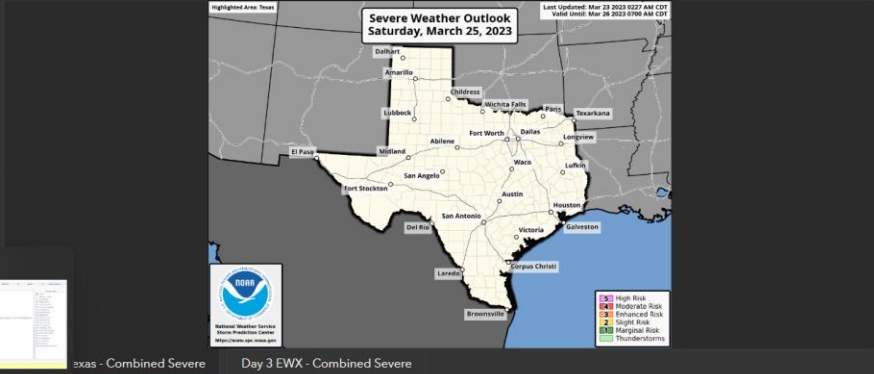 Highlighted Area: Texas
Severe Weather Outlook
Saturday, March 25, 2023
Last Updated: Mar 23 2023 0227 AM CDT
Valid Until: Mar 26 2023 0700 AM CDT
Dalhart
Amarillo
Childress
Wichita Falls
Paris
Texarkana
Lubbock
Fort Worth
Dallas
Longview
Abilene
El Paso
Midland
Waco
Lufkin
San Angelo
Fort Stockton
Austin
Houston
San Antonio
Del Rio
Victoria
Galveston
Laredo
Corpus Christi
Brownsville
NOAA
National Weather Service
Storm Prediction Center
https://www.spc.noaa.gov
5 High Risk
4 Moderate Risk
3 Enhanced Risk
2 Slight Risk
1 Marginal Risk
Thunderstorms
exas - Combined Severe
Day 3 EWX - Combined Severe